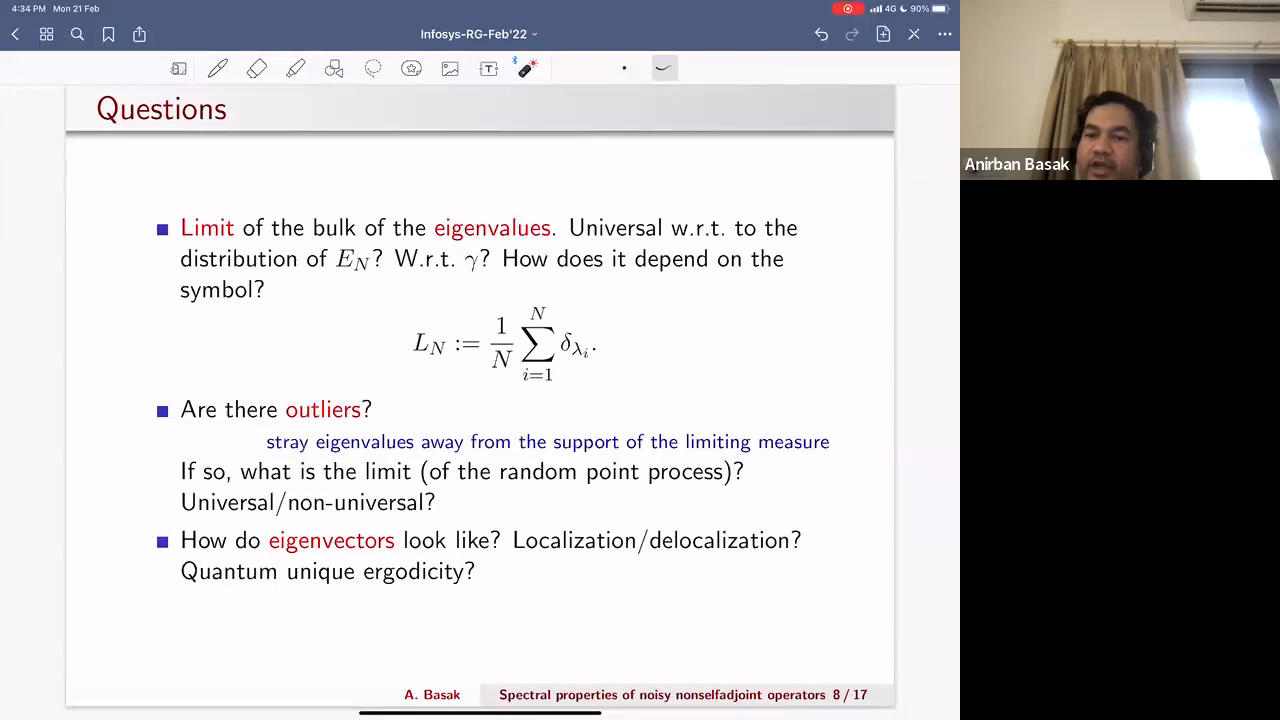 4:34 PM Mon 21 Feb
4G 90%
Infosys-RG-Feb'22
Questions
Anirban Basak
Limit of the bulk of the eigenvalues. Universal w.r.t. to the
distribution of E_N? W.r.t. γ? How does it depend on the
symbol?
L_N := \frac{1}{N} \sum_{i=1}^{N} δ_{λ_i}.
Are there outliers?
stray eigenvalues away from the support of the limiting measure
If so, what is the limit (of the random point process)?
Universal/non-universal?
How do eigenvectors look like? Localization/delocalization?
Quantum unique ergodicity?
A. Basak Spectral properties of noisy nonselfadjoint operators 8 / 17